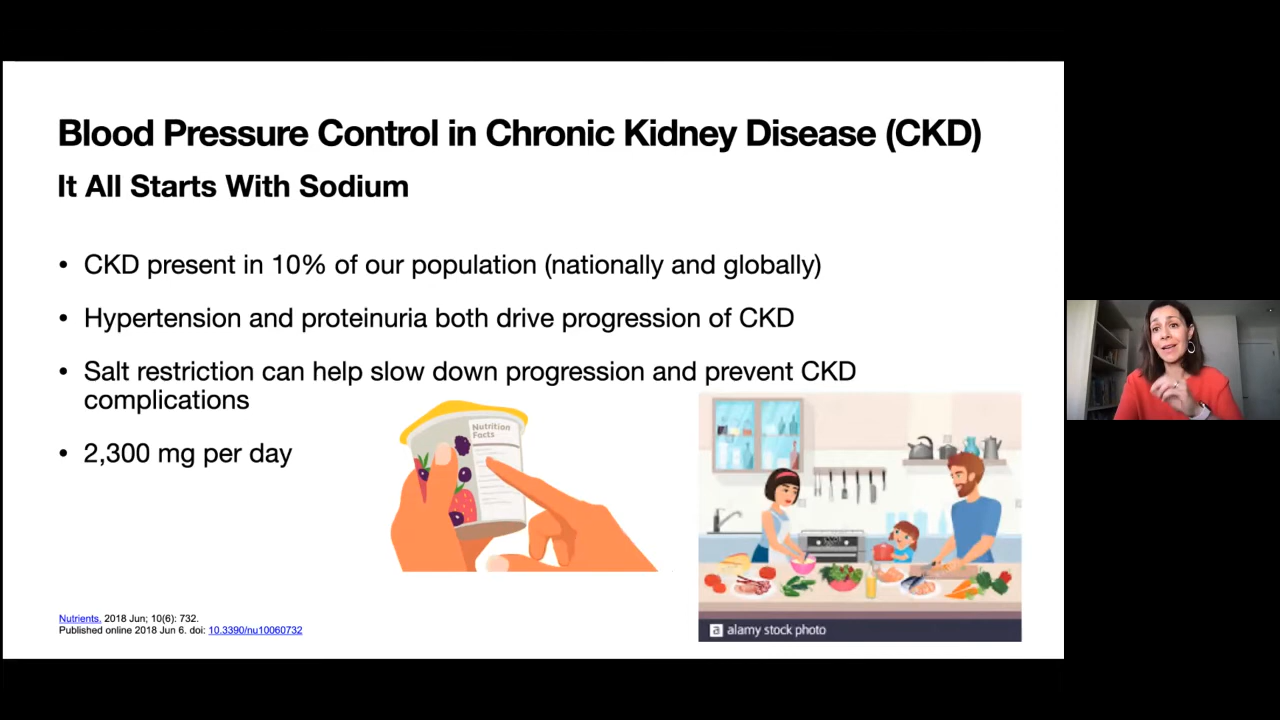 Blood Pressure Control in Chronic Kidney Disease (CKD)
It All Starts With Sodium
• CKD present in 10% of our population (nationally and globally)
• Hypertension and proteinuria both drive progression of CKD
• Salt restriction can help slow down progression and prevent CKD
complications
• 2,300 mg per day
Nutrition
Facts
Nutrients. 2018 Jun; 10(6): 732.
Published online 2018 Jun 6. doi: 10.3390/nu10060732
a alamy stock photo